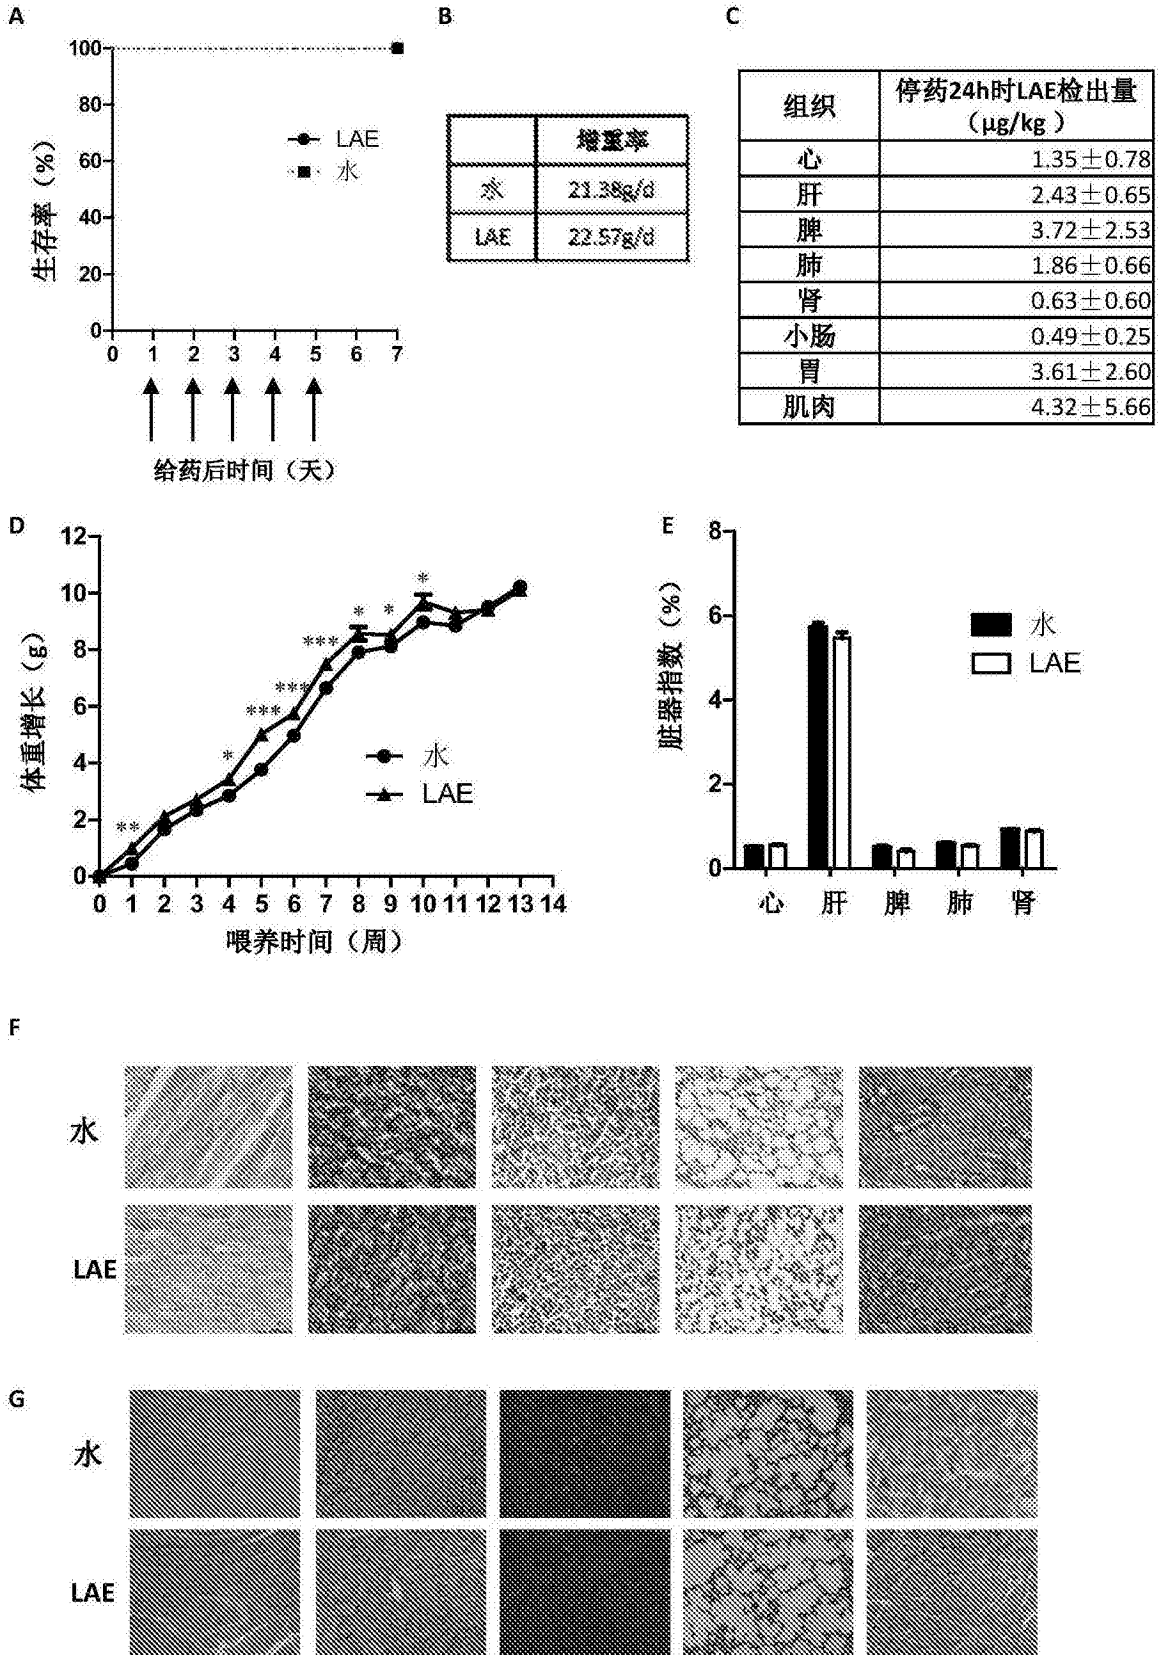 A
B
C
100
80
60
40
20
0
生存率（%）
LAE
水
0 1 2 3 4 5 7
给药后时间（天）
增重率
水 21.38g/d
LAE 22.57g/d
组织 停药24h时LAE检出量
（μg/kg ）
心 1.35±0.78
肝 2.43±0.65
脾 3.72±2.53
肺 1.86±0.66
肾 0.63±0.60
小肠 0.49±0.25
胃 3.61±2.60
肌肉 4.32±5.66
D
12
10
8
6
4
2
0
体重增长（g）
**
*
***
***
***
*
*
*
水
LAE
0 1 2 3 4 5 6 7 8 9 10 11 12 13 14
喂养时间（周）
E
8
6
4
2
0
脏器指数（%）
水
LAE
心 肝 脾 肺 肾
F
水
LAE
G
水
LAE